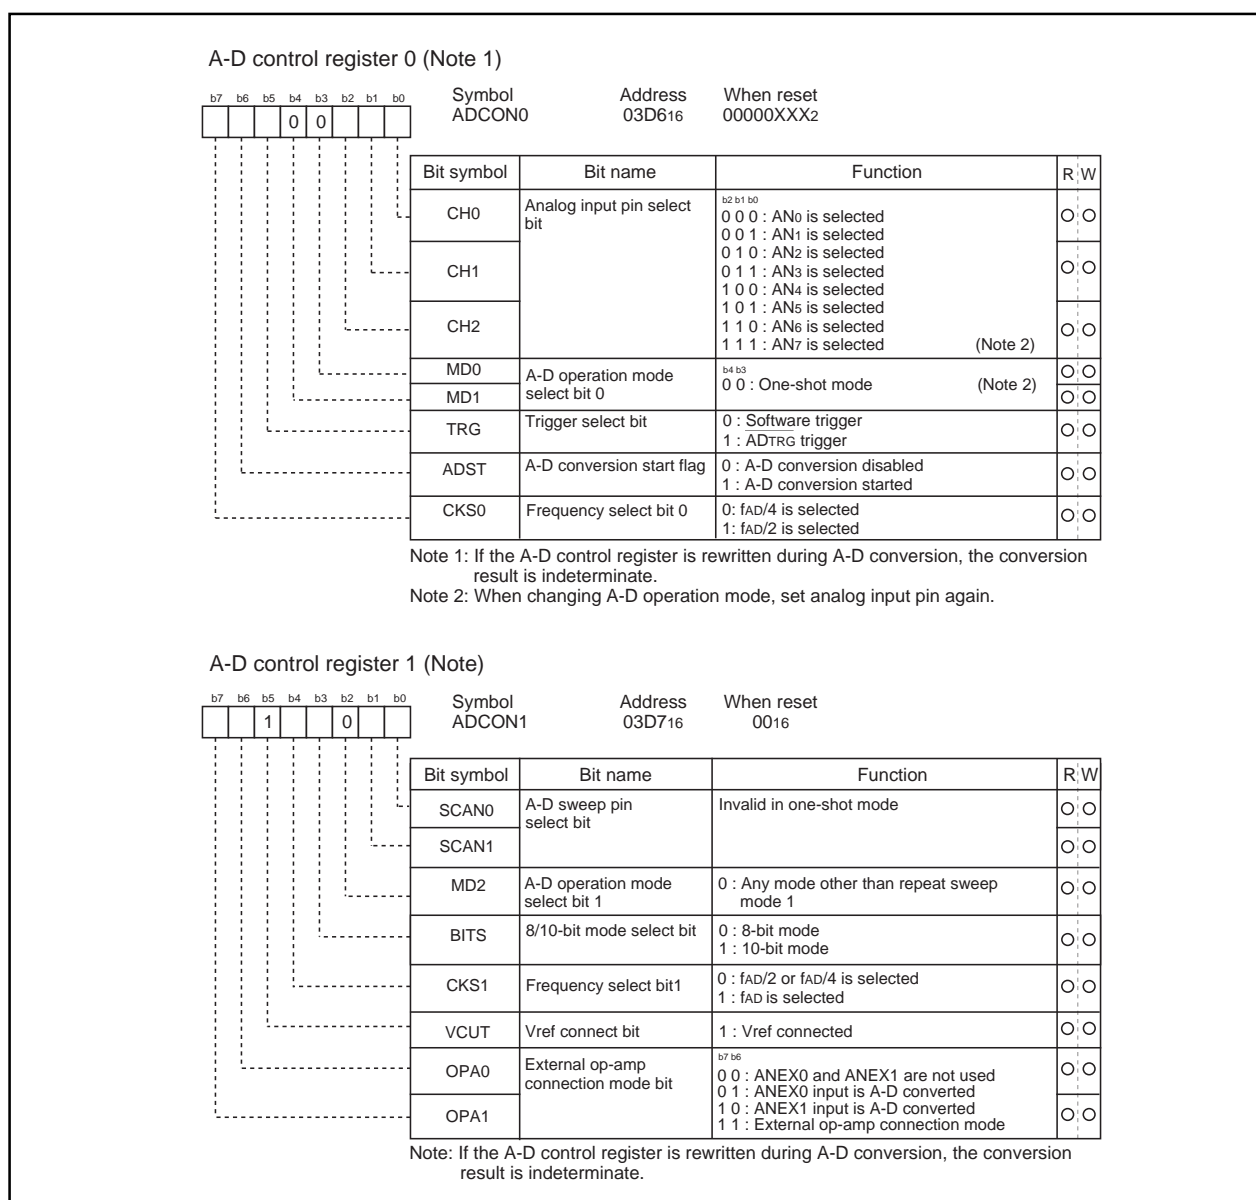 A-D control register 0 (Note 1)
b7 b6 b5 b4 b3 b2 b1 b0
0 0
Symbol Address When reset
ADCON0 03D616 00000XXX2
Bit symbol Bit name Function R W
CH0 Analog input pin select bit
CH1
CH2
b2 b1 b0
0 0 0 : AN0 is selected
0 0 1 : AN1 is selected
0 1 0 : AN2 is selected
0 1 1 : AN3 is selected
1 0 0 : AN4 is selected
1 0 1 : AN5 is selected
1 1 0 : AN6 is selected
1 1 1 : AN7 is selected (Note 2)
MD0 A-D operation mode
MD1 select bit 0
b4 b3
0 0 : One-shot mode (Note 2)
TRG Trigger select bit 0 : Software trigger
1 : ADTRG trigger
ADST A-D conversion start flag 0 : A-D conversion disabled
1 : A-D conversion started
CKS0 Frequency select bit 0 0: fAD/4 is selected
1: fAD/2 is selected
Note 1: If the A-D control register is rewritten during A-D conversion, the conversion
result is indeterminate.
Note 2: When changing A-D operation mode, set analog input pin again.
A-D control register 1 (Note)
b7 b6 b5 b4 b3 b2 b1 b0
1 0
Symbol Address When reset
ADCON1 03D716 0016
Bit symbol Bit name Function R W
SCAN0 A-D sweep pin Invalid in one-shot mode
select bit
SCAN1
MD2 A-D operation mode 0 : Any mode other than repeat sweep
select bit 1 mode 1
BITS 8/10-bit mode select bit 0 : 8-bit mode
1 : 10-bit mode
CKS1 Frequency select bit1 0 : fAD/2 or fAD/4 is selected
1 : fAD is selected
VCUT Vref connect bit 1 : Vref connected
OPA0 External op-amp
connection mode bit
OPA1
b7 b6
0 0 : ANEX0 and ANEX1 are not used
0 1 : ANEX0 input is A-D converted
1 0 : ANEX1 input is A-D converted
1 1 : External op-amp connection mode
Note: If the A-D control register is rewritten during A-D conversion, the conversion
result is indeterminate.